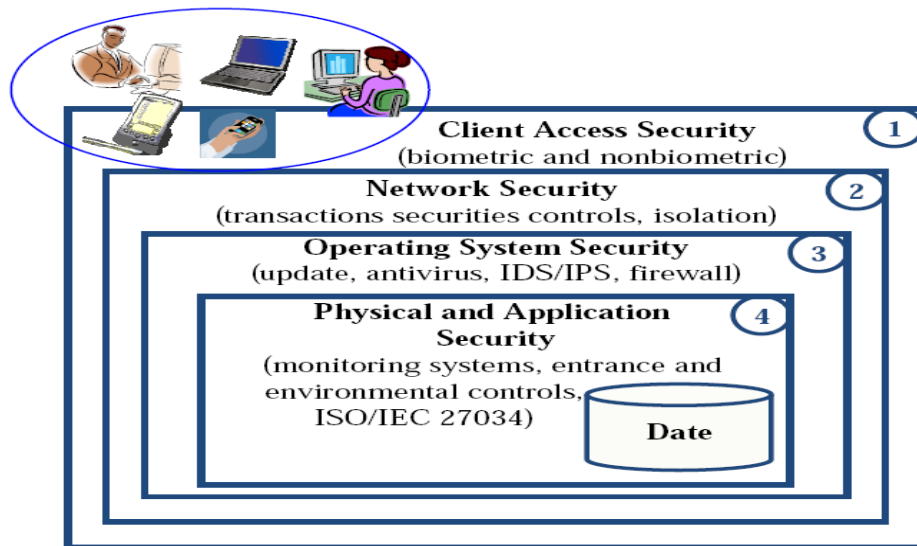 Client Access Security
1
(biometric and nonbiometric)
Network Security
2
(transactions securities controls, isolation)
Operating System Security
3
(update, antivirus, IDS/IPS, firewall)
Physical and Application
Security
4
(monitoring systems, entrance and
environmental controls,
ISO/IEC 27034)
Date